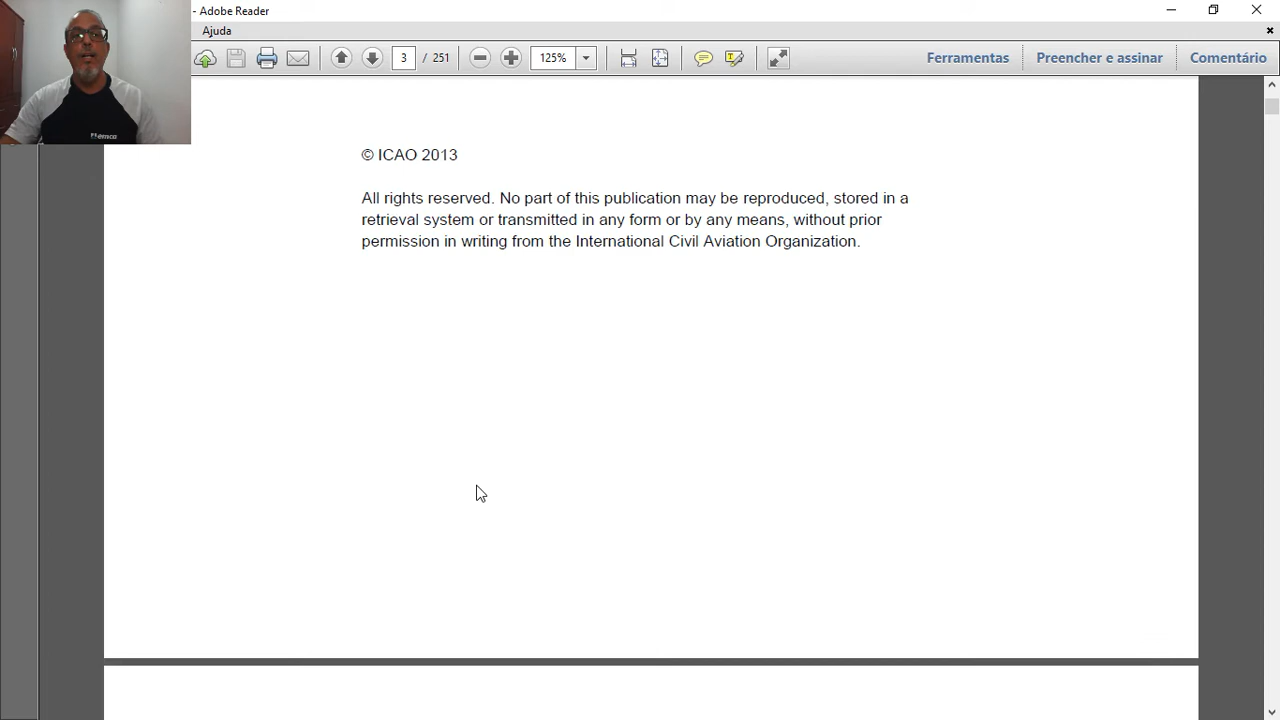 - Adobe Reader
Ajuda
3 / 251
125%
Ferramentas
Preencher e assinar
Comentário
© ICAO 2013
All rights reserved. No part of this publication may be reproduced, stored in a
retrieval system or transmitted in any form or by any means, without prior
permission in writing from the International Civil Aviation Organization.